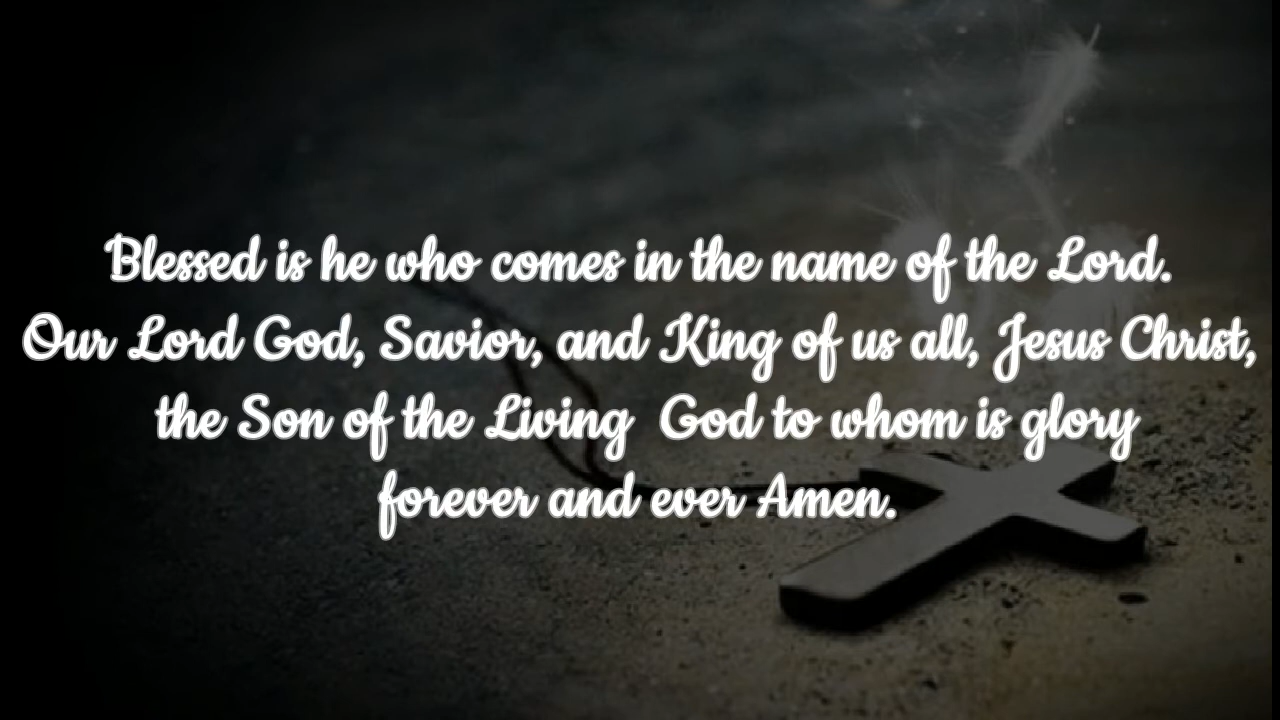 Blessed is he who comes in the name of the Lord.
Our Lord God, Savior, and King of us all, Jesus Christ,
the Son of the Living God to whom is glory
forever and ever Amen.